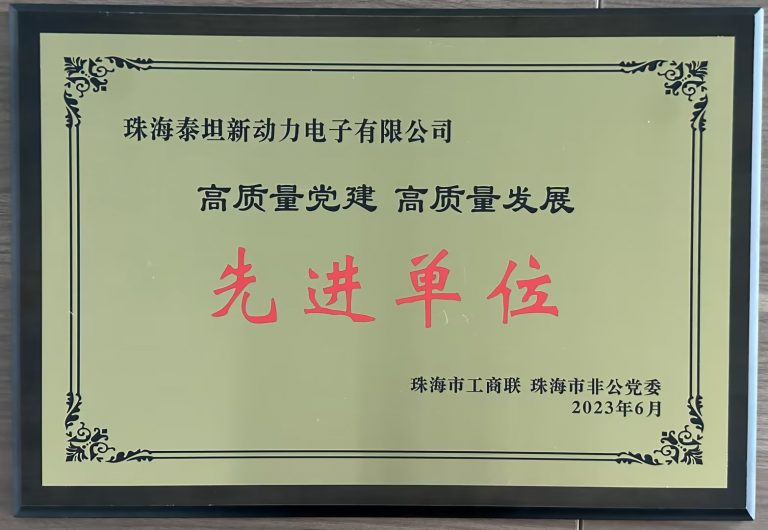 珠海泰坦新动力电子有限公司
高质量党建 高质量发展
先进单位
珠海市工商联 珠海市非公党委
2023年6月